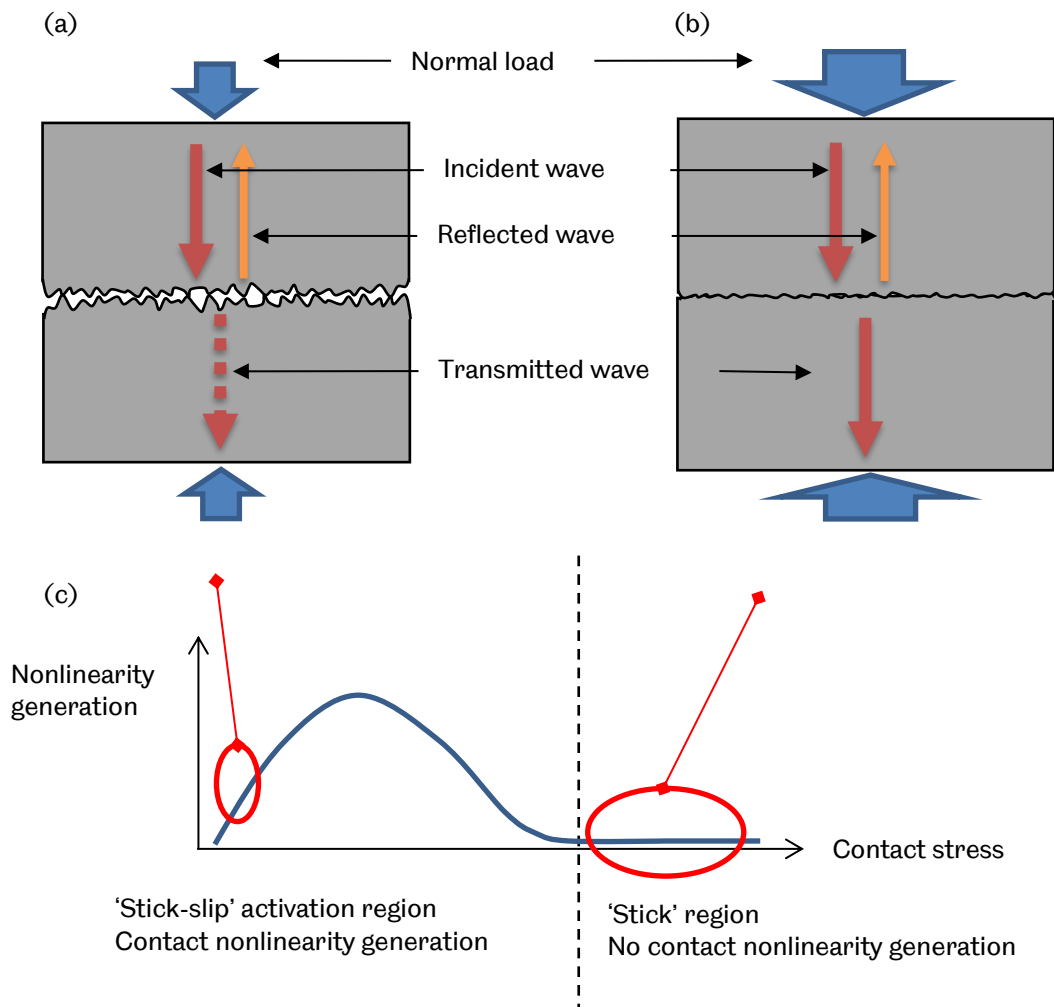 (a)
(b)
Normal load
Incident wave
Reflected wave
Transmitted wave
(c)
Nonlinearity
generation
Contact stress
‘Stick-slip’ activation region
Contact nonlinearity generation
‘Stick’ region
No contact nonlinearity generation